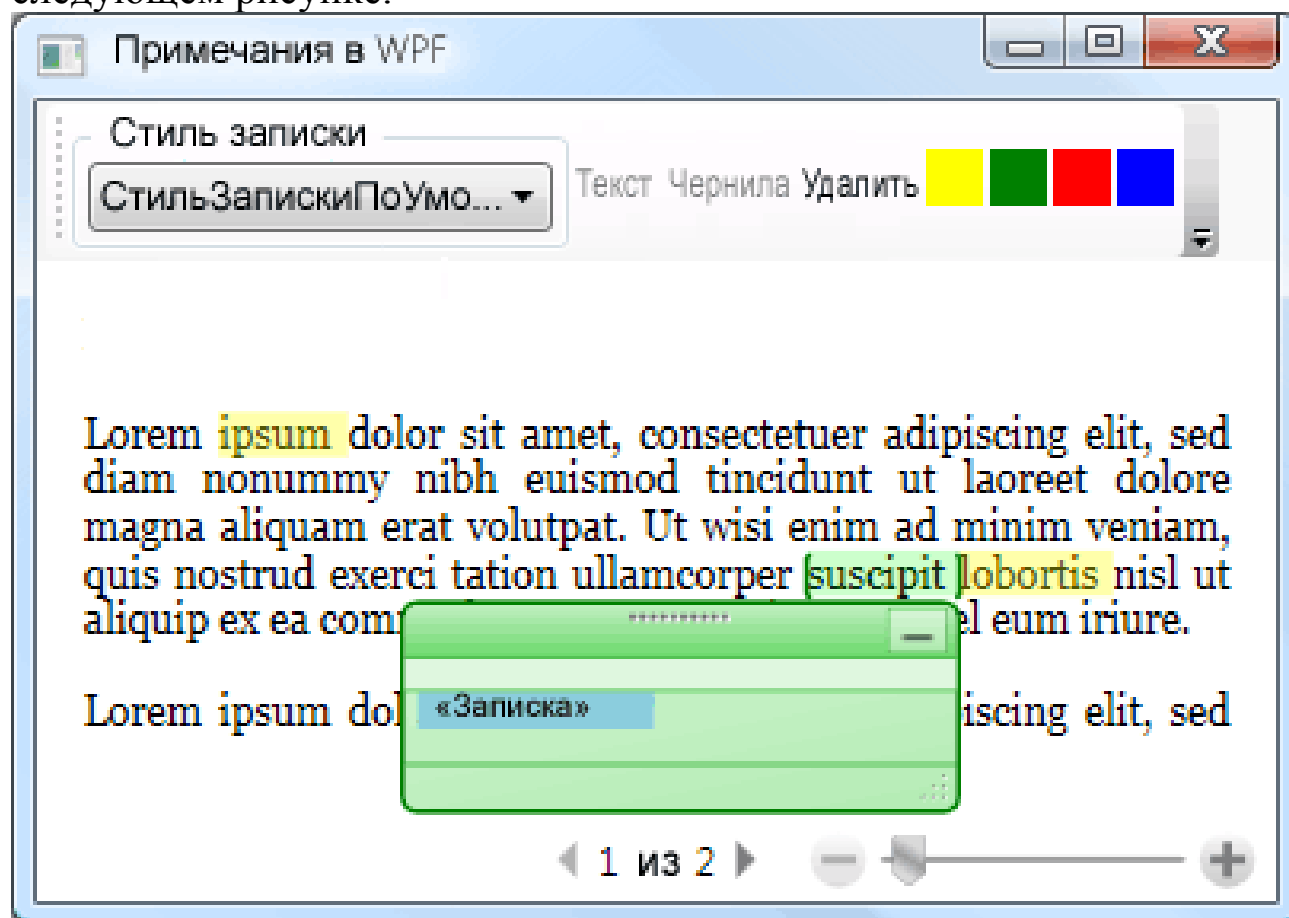 следующем рисунке.
Примечания в WPF
Стиль записки
СтильЗапискиПоУмо...
Текст Чернила Удалить
Lorem ipsum dolor sit amet, consectetuer adipiscing elit, sed
diam nonummy nibh euismod tincidunt ut laoreet dolore
magna aliquam erat volutpat. Ut wisi enim ad minim veniam,
quis nostrud exerci tation ullamcorper suscipit lobortis nisl ut
aliquip ex ea com el eum iriure.
Lorem ipsum dol iscing elit, sed
«Записка»
1 из 2